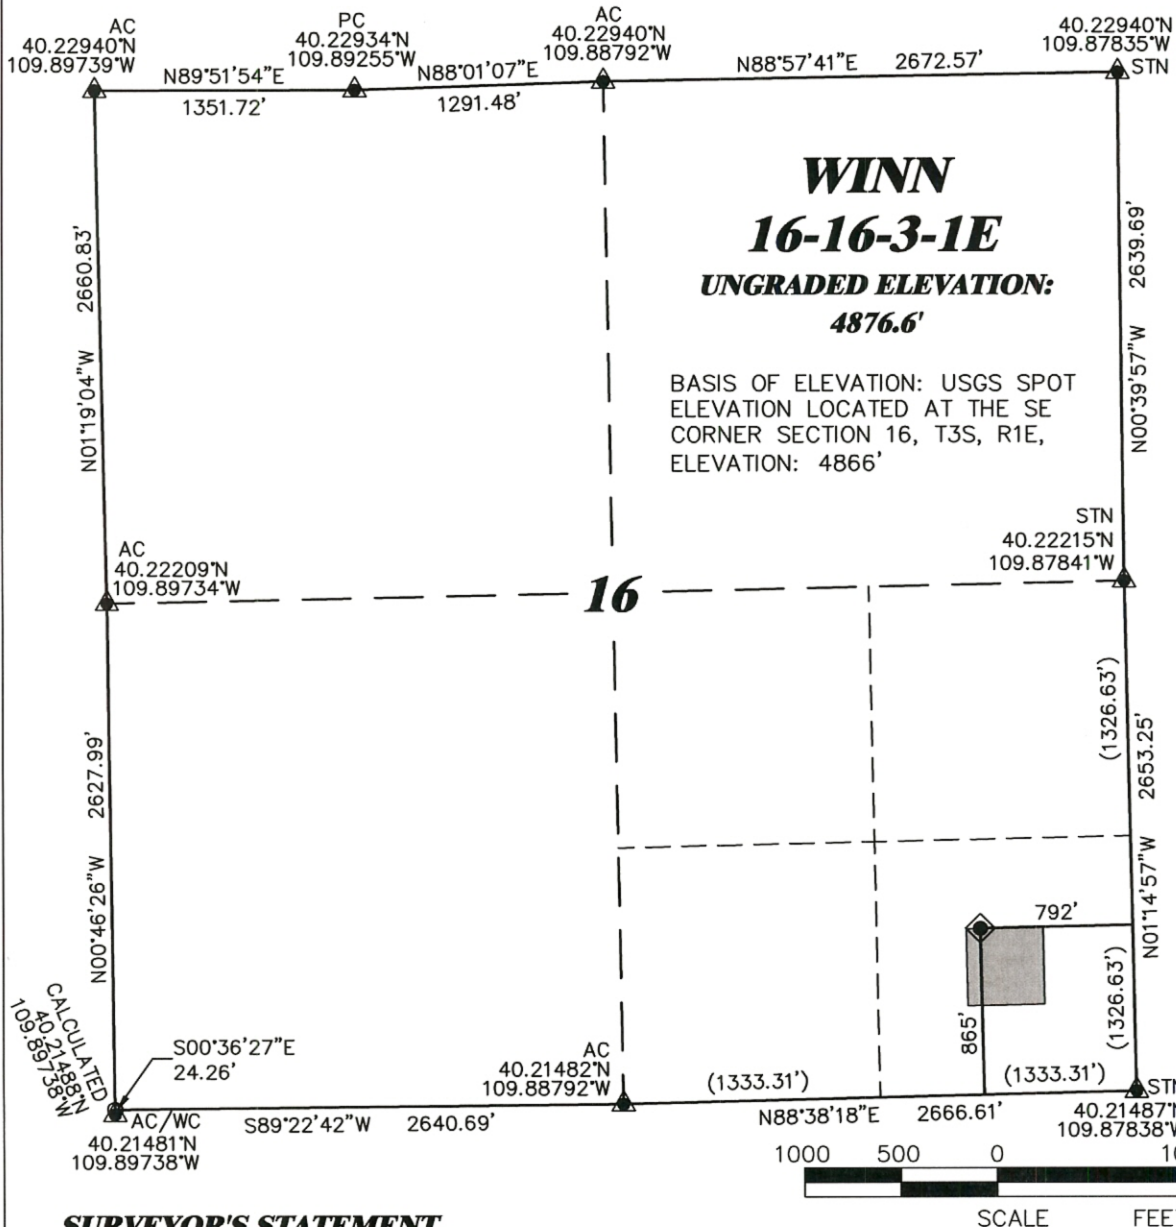 AC
40.22940°N
109.89739°W
PC
40.22934°N
109.89255°W
AC
40.22940°N
109.88792°W
40.22940°N
109.87835°W
STN
N89°51'54"E
1351.72'
N88°01'07"E
1291.48'
N88°57'41"E 2672.57'
WINN
16-16-3-1E
UNGRADED ELEVATION:
4876.6'
BASIS OF ELEVATION: USGS SPOT
ELEVATION LOCATED AT THE SE
CORNER SECTION 16, T3S, R1E,
ELEVATION: 4866'
N01°19'04"W 2660.83'
N00°39'57"W 2639.69'
AC
40.22209°N
109.89734°W
16
STN
40.22215°N
109.87841°W
(1326.63')
N01°14'57"W 2653.25'
N00°46'26"W 2627.99'
792'
865'
(1326.63')
CALCULATED
40.21488°N
109.89738°W
S00°36'27"E
24.26'
AC/WC
40.21481°N
109.89738°W
S89°22'42"W 2640.69'
AC
40.21482°N
109.88792°W
(1333.31')
(1333.31')
N88°38'18"E 2666.61'
STN
40.21487°N
109.87838°W
1000 500 0
SCALE
SURVEYOR'S STATEMENT